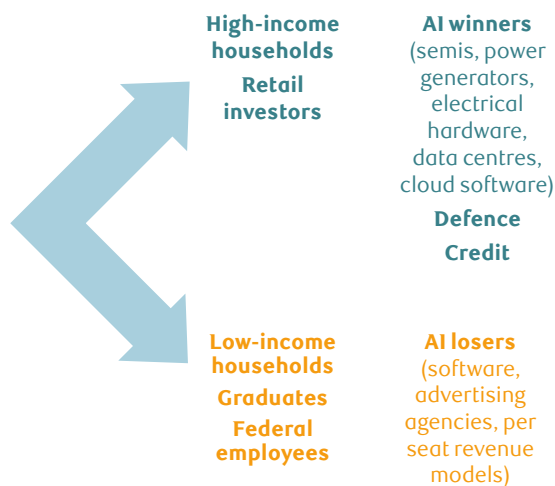 High-income
households
Retail
investors
AI winners
(semis, power
generators,
electrical
hardware,
data centres,
cloud software)
Defence
Credit
Low-income
households
Graduates
Federal
employees
AI losers
(software,
advertising
agencies, per
seat revenue
models)